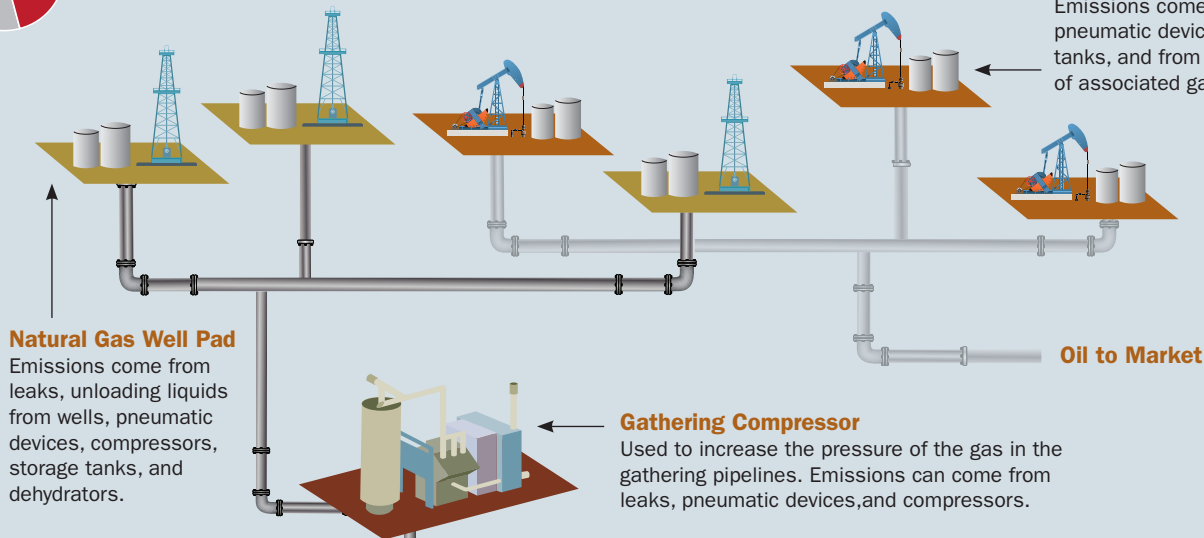 Emissions come
pneumatic devic
tanks, and from
of associated ga
Natural Gas Well Pad
Emissions come from
leaks, unloading liquids
from wells, pneumatic
devices, compressors,
storage tanks, and
dehydrators.
Oil to Market
Gathering Compressor
Used to increase the pressure of the gas in the
gathering pipelines. Emissions can come from
leaks, pneumatic devices,and compressors.